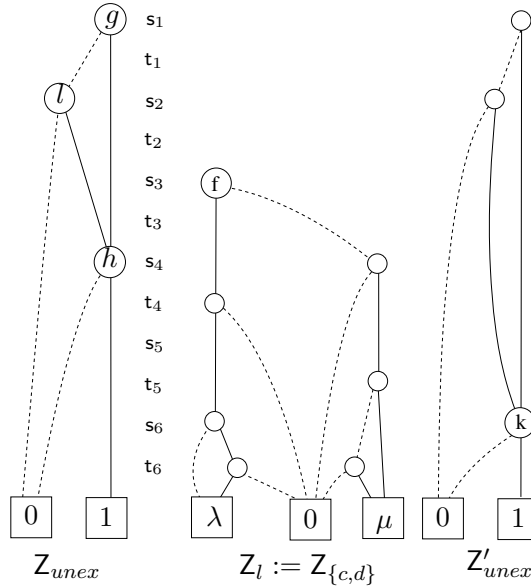 g
s1
t1
l
s2
t2
f
s3
t3
h
s4
t4
s5
t5
k
s6
t6
0
1
λ
0
μ
0
1
Z_unex
Z_l := Z_{c,d}
Z'_unex